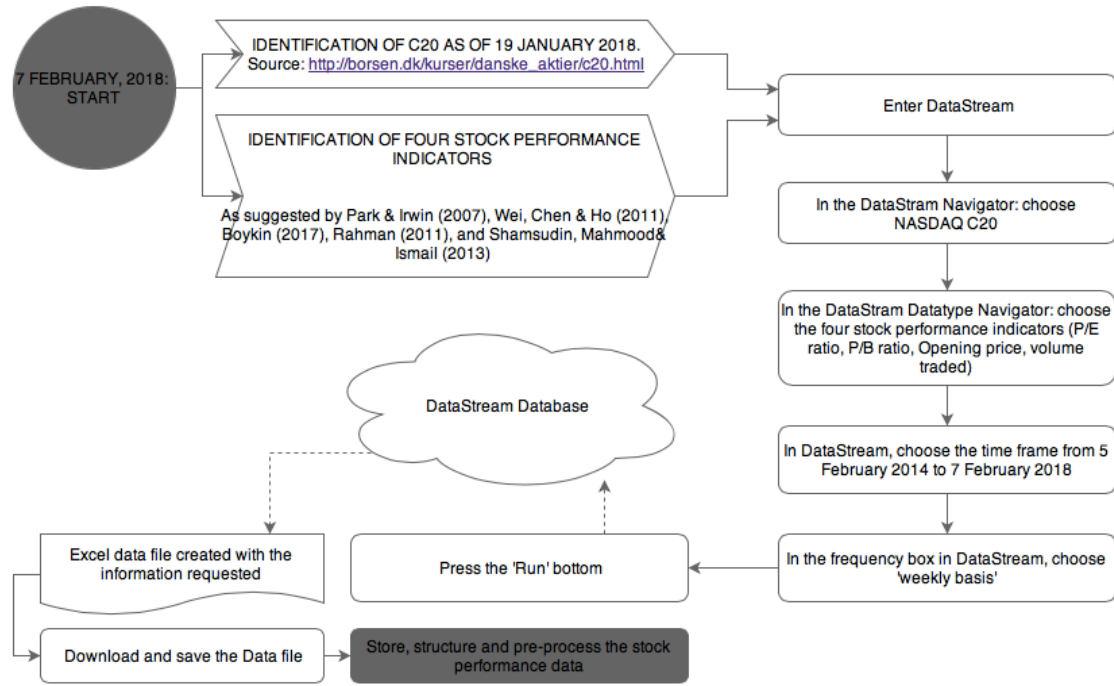 7 FEBRUARY, 2018:
START
IDENTIFICATION OF C20 AS OF 19 JANUARY 2018.
Source: http://borsen.dk/kurser/danske_aktier/c20.html
IDENTIFICATION OF FOUR STOCK PERFORMANCE
INDICATORS
As suggested by Park & Irwin (2007), Wei, Chen & Ho (2011),
Boykin (2017), Rahman (2011), and Shamsudin, Mahmood&
Ismail (2013)
Enter DataStream
In the DataStram Navigator: choose
NASDAQ C20
In the DataStram Datatype Navigator: choose
the four stock performance indicators (P/E
ratio, P/B ratio, Opening price, volume
traded)
In DataStream, choose the time frame from 5
February 2014 to 7 February 2018
In the frequency box in DataStream, choose
'weekly basis'
Press the 'Run' bottom
DataStream Database
Excel data file created with the
information requested
Download and save the Data file
Store, structure and pre-process the stock
performance data